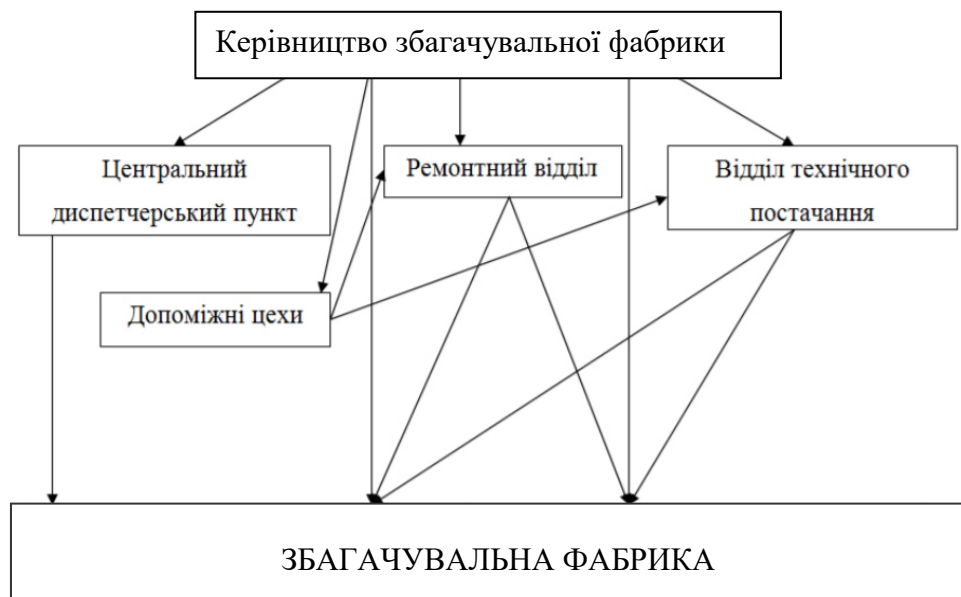 Керівництво збагачувальної фабрики
Центральний
диспетчерський пункт
Ремонтний відділ
Відділ технічного
постачання
Допоміжні цехи
ЗБАГАЧУВАЛЬНА ФАБРИКА